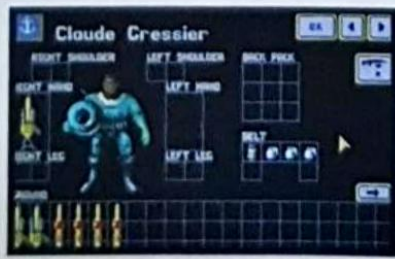 Claude Cressier
OK
RIGHT SHOULDER
LEFT SHOULDER
BACK PACK
RIGHT HAND
LEFT HAND
RIGHT LEG
LEFT LEG
BELT
GROUND